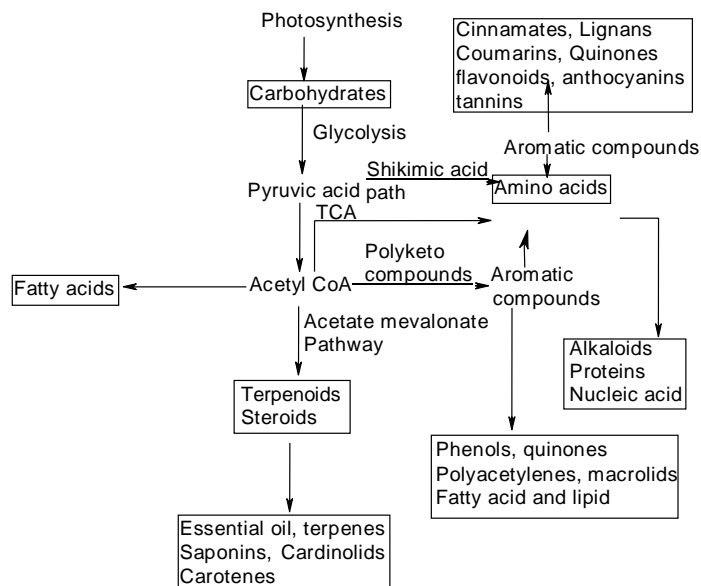 Photosynthesis
Cinnamates, Lignans
Coumarins, Quinones
flavonoids, anthocyanins
tannins
Carbohydrates
Glycolysis
Aromatic compounds
Shikimic acid
path
Pyruvic acid
Amino acids
TCA
Polyketo
compounds
Fatty acids
Acetyl CoA
Aromatic
compounds
Acetate mevalonate
Pathway
Alkaloids
Proteins
Nucleic acid
Terpenoids
Steroids
Phenols, quinones
Polyacetylenes, macrolids
Fatty acid and lipid
Essential oil, terpenes
Saponins, Cardinolids
Carotenes